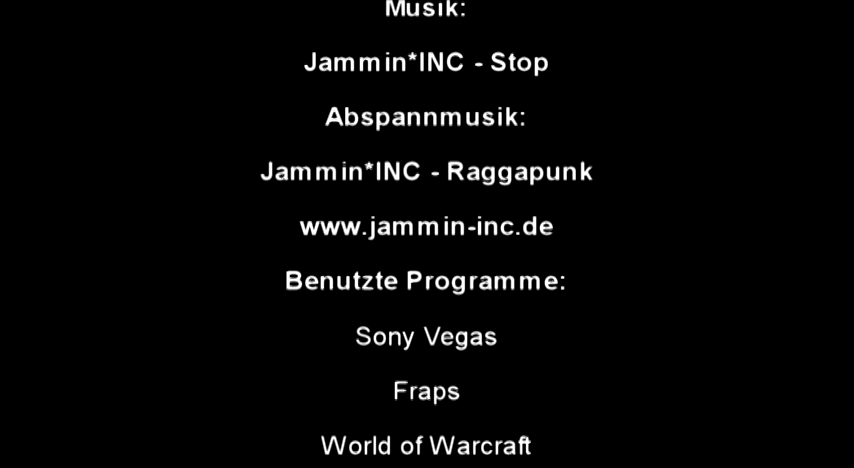 Musik:
Jammin*INC - Stop
Abspannmusik:
Jammin*INC - Raggapunk
www.jammin-inc.de
Benutzte Programme:
Sony Vegas
Fraps
World of Warcraft